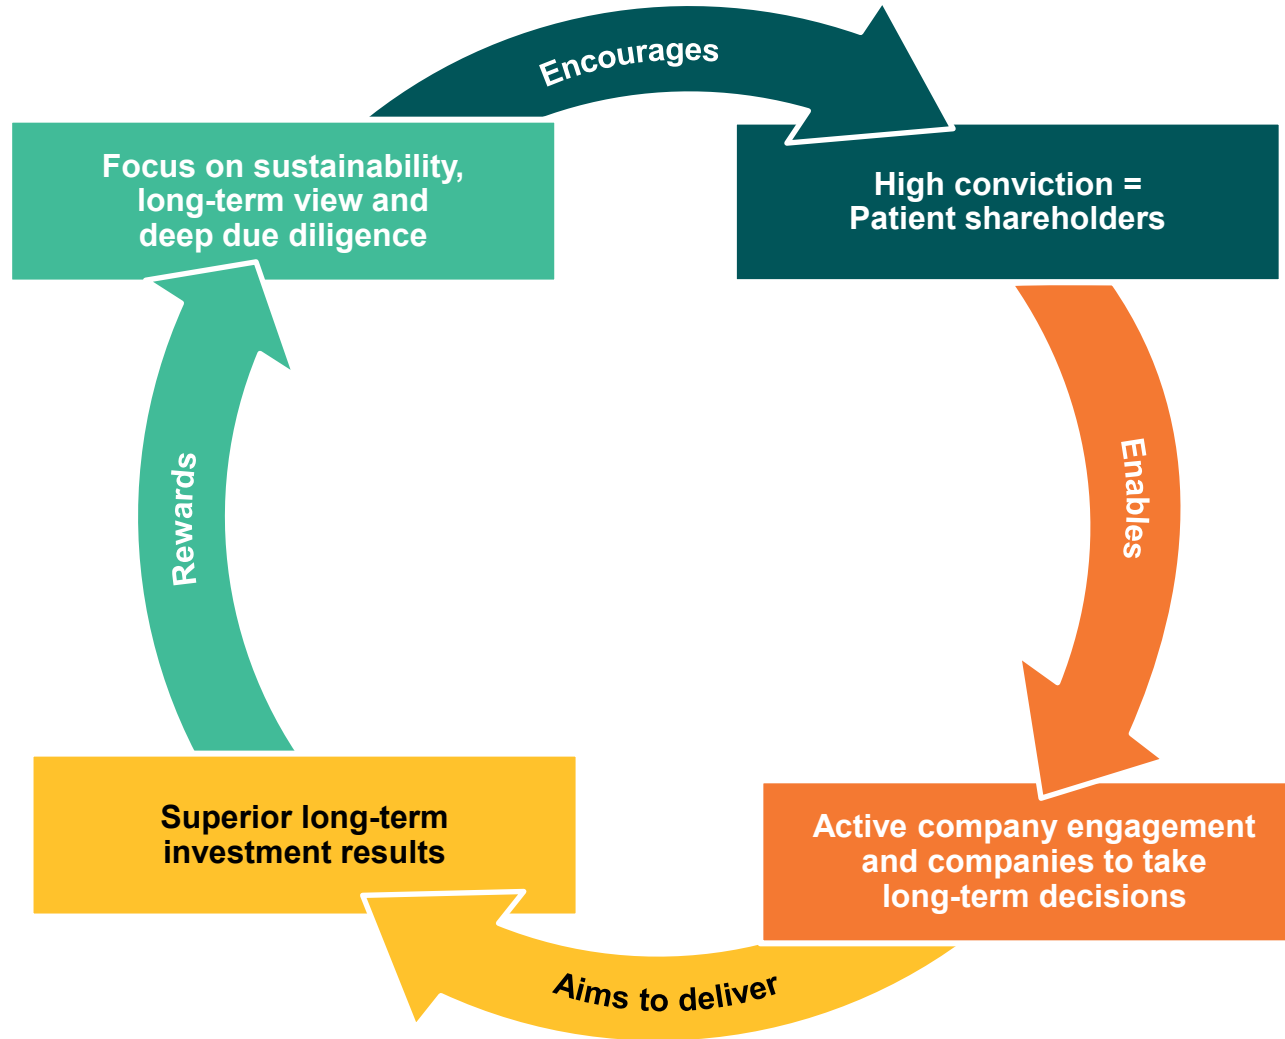 Encourages
Focus on sustainability,
long-term view and
deep due diligence
High conviction =
Patient shareholders
Enables
Active company engagement
and companies to take
long-term decisions
Aims to deliver
Superior long-term
investment results
Rewards